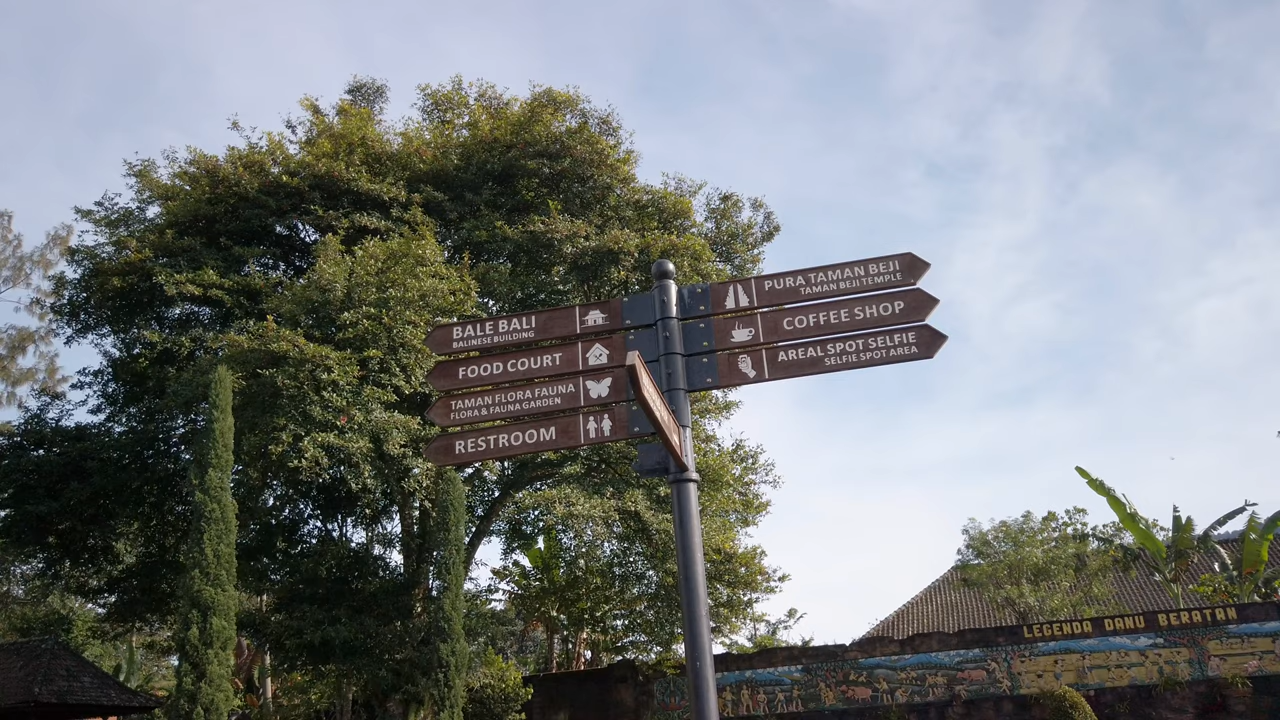 BALE BALI
BALINESE BUILDING
FOOD COURT
TAMAN FLORA FAUNA
FLORA & FAUNA GARDEN
RESTROOM
PURA TAMAN BEJI
TAMAN BEJI TEMPLE
COFFEE SHOP
AREAL SPOT SELFIE
SELFIE SPOT AREA
LEGENDA DANU BERATAN